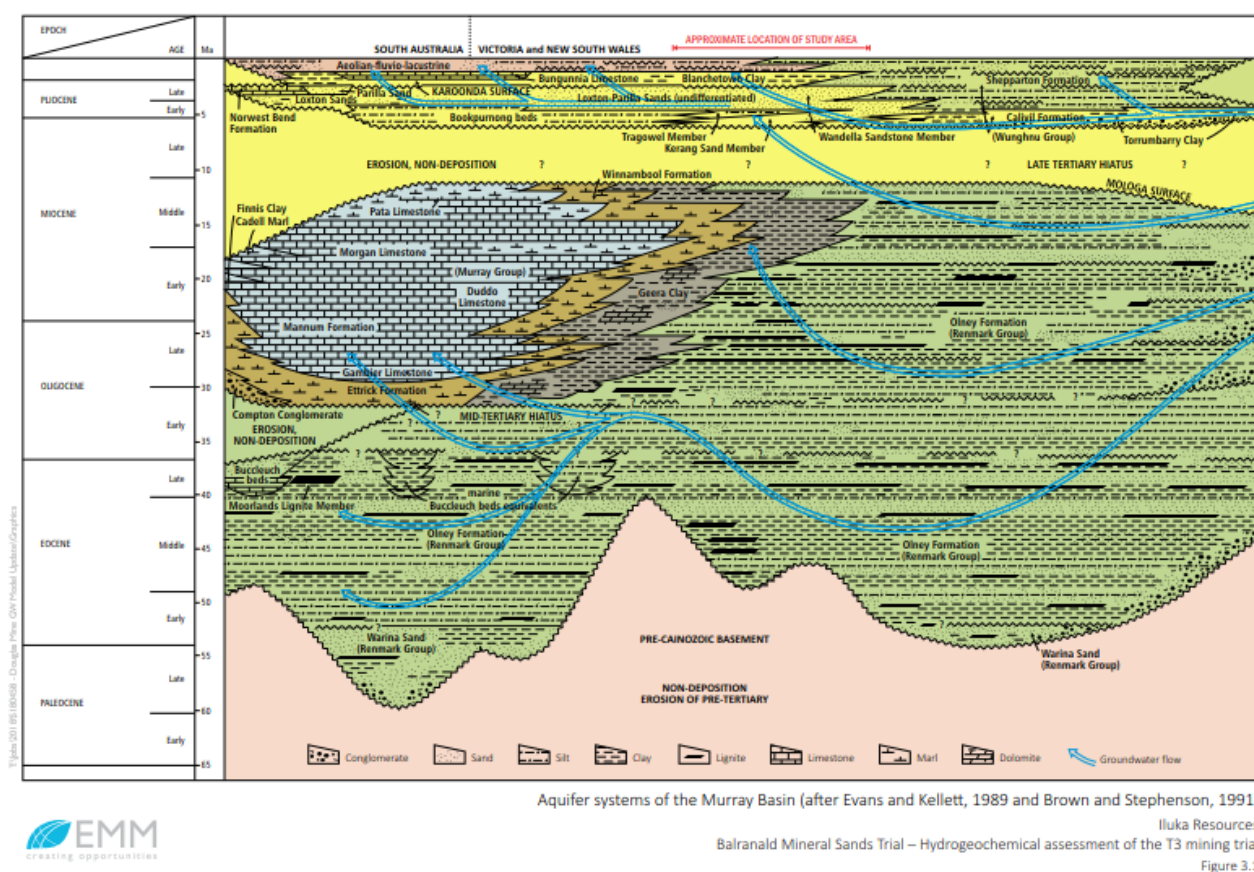 EPOCH
AGE
Ma
SOUTH AUSTRALIA
VICTORIA and NEW SOUTH WALES
APPROXIMATE LOCATION OF STUDY AREA
Aeolian-fluvio-lacustrine
Bungunnia Limestone
Blanchetown Clay
Shepparton Formation
PLIOCENE
Late
Early
Parilla Sand
KAROONDA SURFACE
Loxton Sands
Loxton-Parilla Sands (undifferentiated)
5
Norwest Bend
Formation
Bookpurnong beds
Calivil Formation
(Wunghnu Group)
Torrumbarry Clay
Tragowel Member
Kerang Sand Member
Wandella Sandstone Member
MIOCENE
Late
Middle
Early
EROSION, NON-DEPOSITION
?
?
?
LATE TERTIARY HIATUS
?
10
Winnambool Formation
MOLOGA SURFACE
Finnis Clay
Cadell Marl
Pata Limestone
15
Morgan Limestone
(Murray Group)
20
Duddo
Limestone
Geera Clay
Mannum Formation
Olney Formation
(Renmark Group)
25
OLIGOCENE
Late
Early
Gambier Limestone
30
Ettrick Formation
Compton Conglomerate
EROSION,
NON-DEPOSITION
MID-TERTIARY HIATUS
?
?
?
?
?
?
?
?
?
35
EOCENE
Late
Middle
Early
Buccleuch
beds
40
Moorlands Lignite Member
marine
Buccleuch beds equivalents
Olney Formation
(Renmark Group)
Olney Formation
(Renmark Group)
45
50
?
?
Warina Sand
(Renmark Group)
Warina Sand
(Renmark Group)
PRE-CAINOZOIC BASEMENT
55
PALEOCENE
Late
Early
NON-DEPOSITION
EROSION OF PRE-TERTIARY
60
65
Conglomerate
Sand
Silt
Clay
Lignite
Limestone
Marl
Dolomite
Groundwater flow
Aquifer systems of the Murray Basin (after Evans and Kellett, 1989 and Brown and Stephenson, 1991
Iluka Resources
Balranald Mineral Sands Trial – Hydrogeochemical assessment of the T3 mining tria
Figure 3.
EMM
creating opportunities